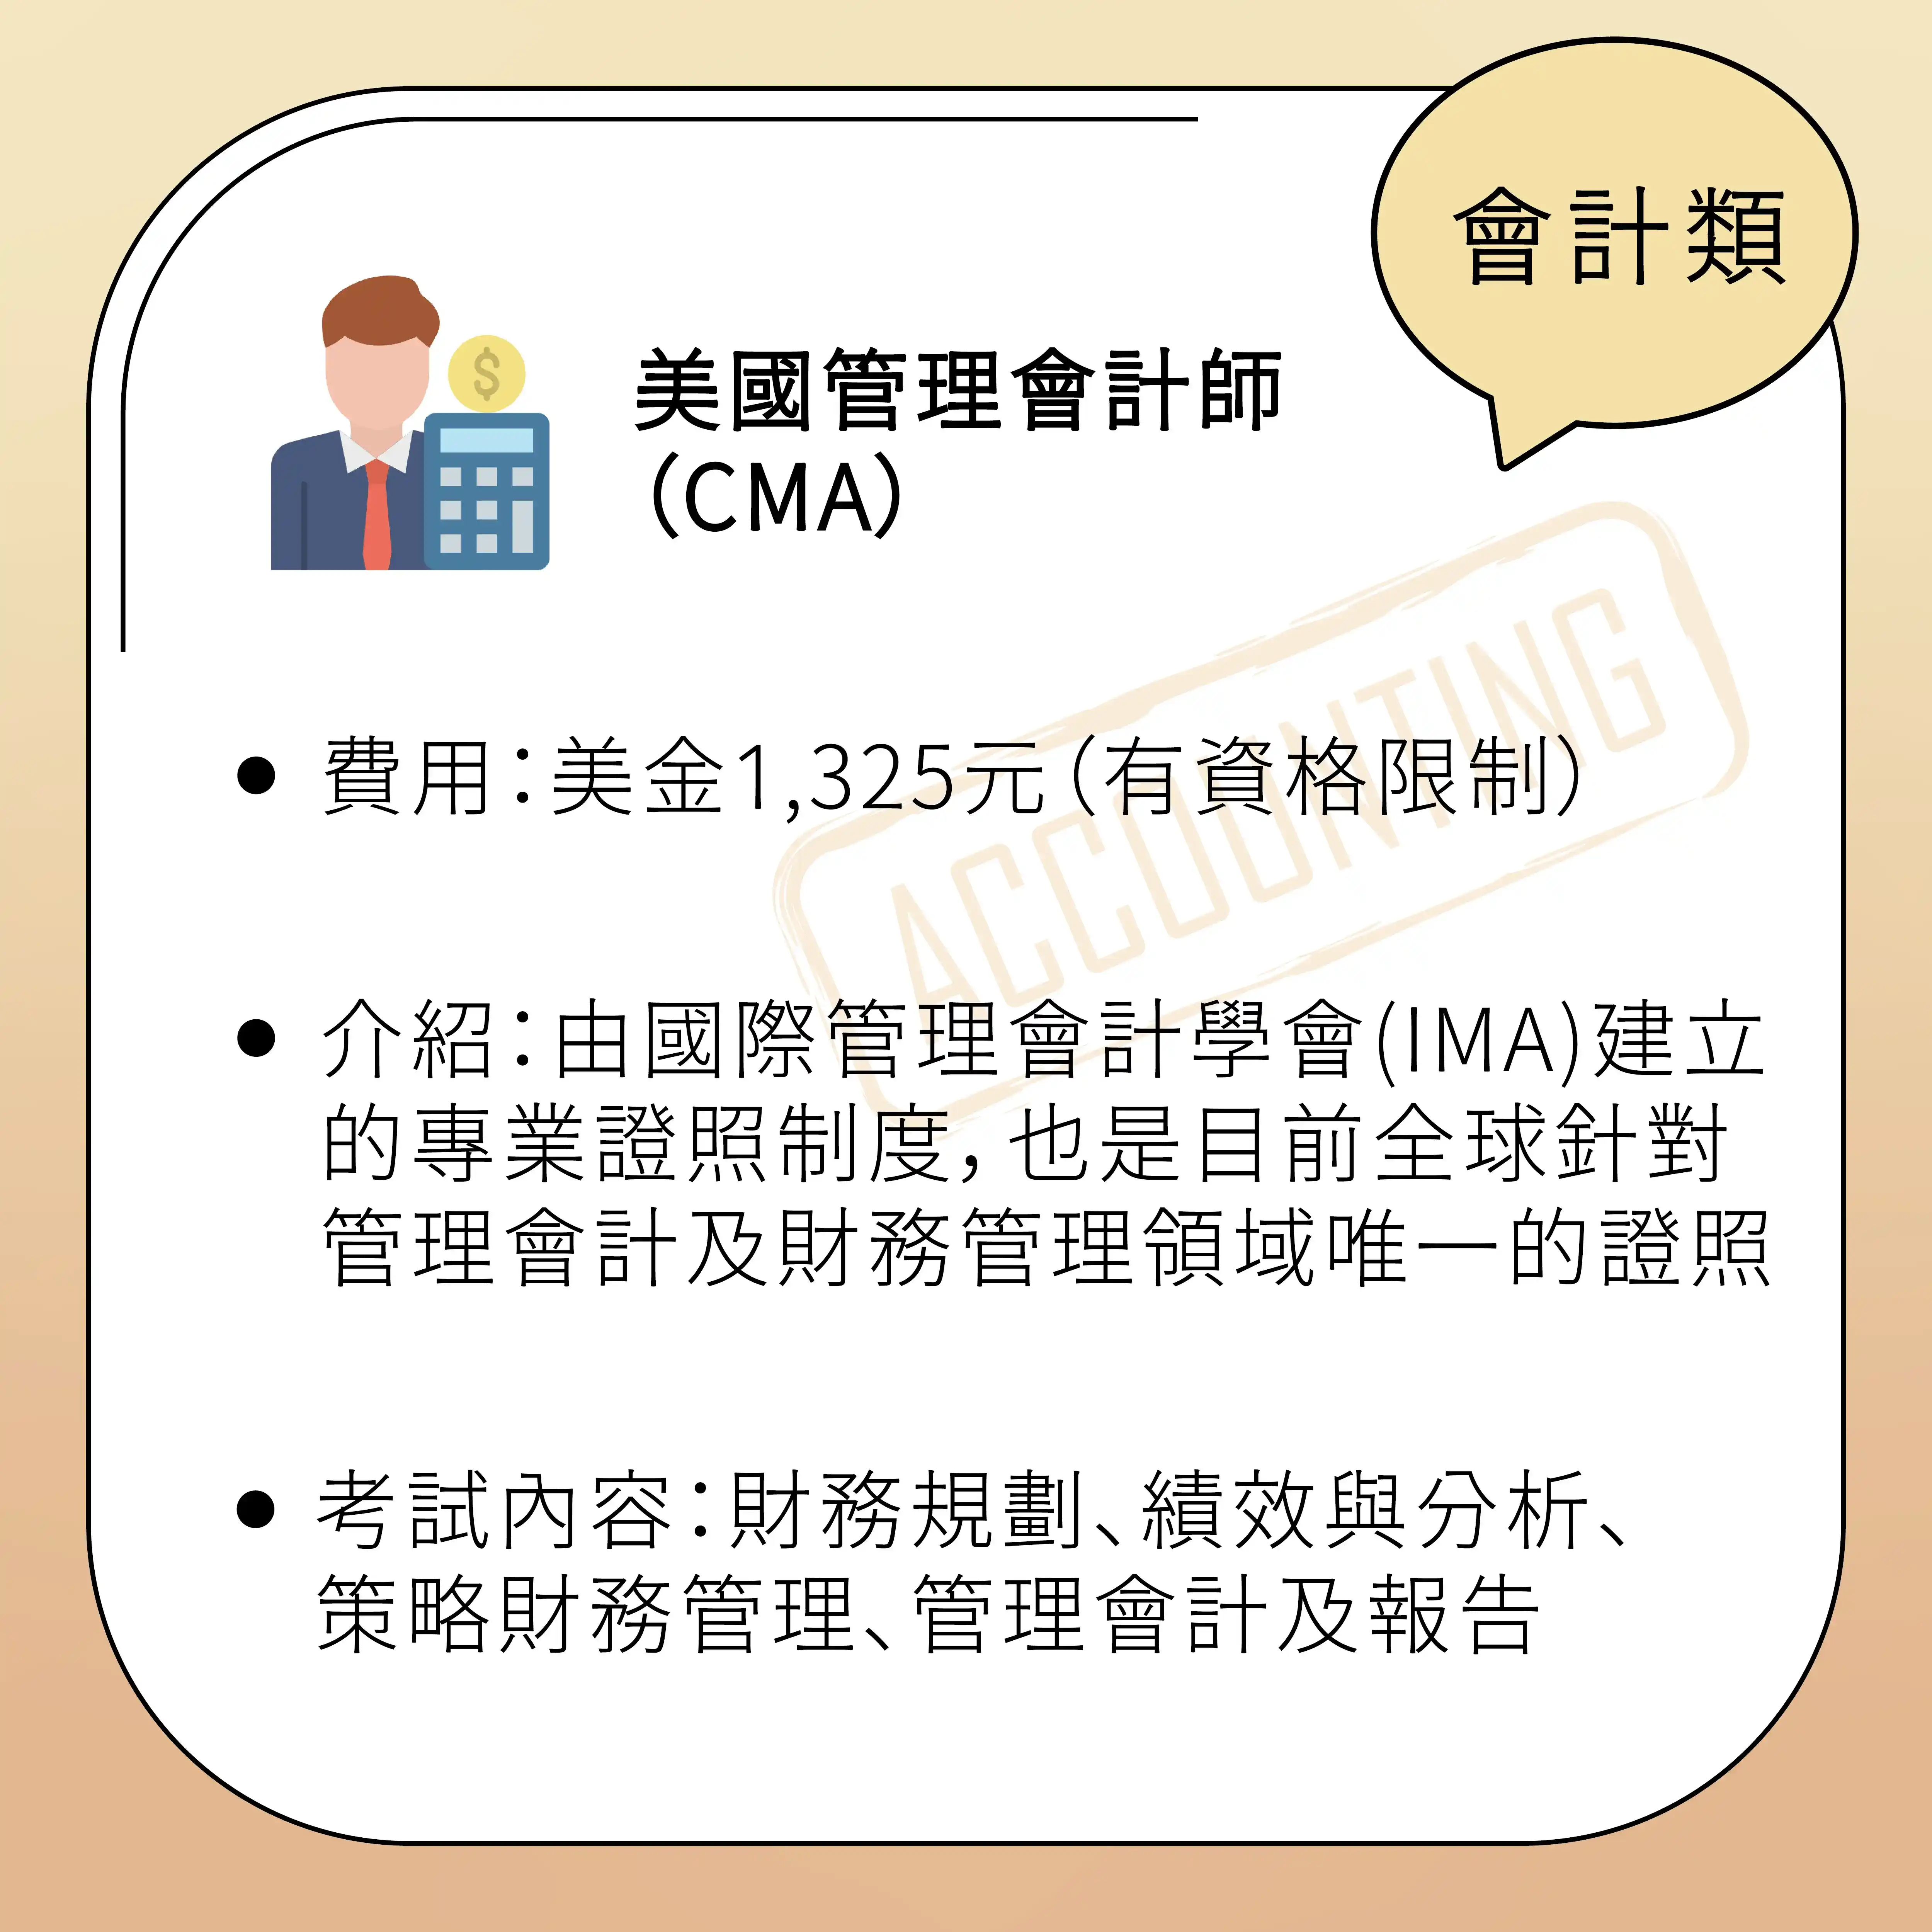 會計類
美國管理會計師
（CMA）
$
ACCOUNTING
費用：美金1,325元（有資格限制）
介紹：由國際管理會計學會(IMA)建立
的專業證照制度，也是目前全球針對
管理會計及財務管理領域唯一的證照
考試內容：財務規劃、績效與分析、
策略財務管理、管理會計及報告